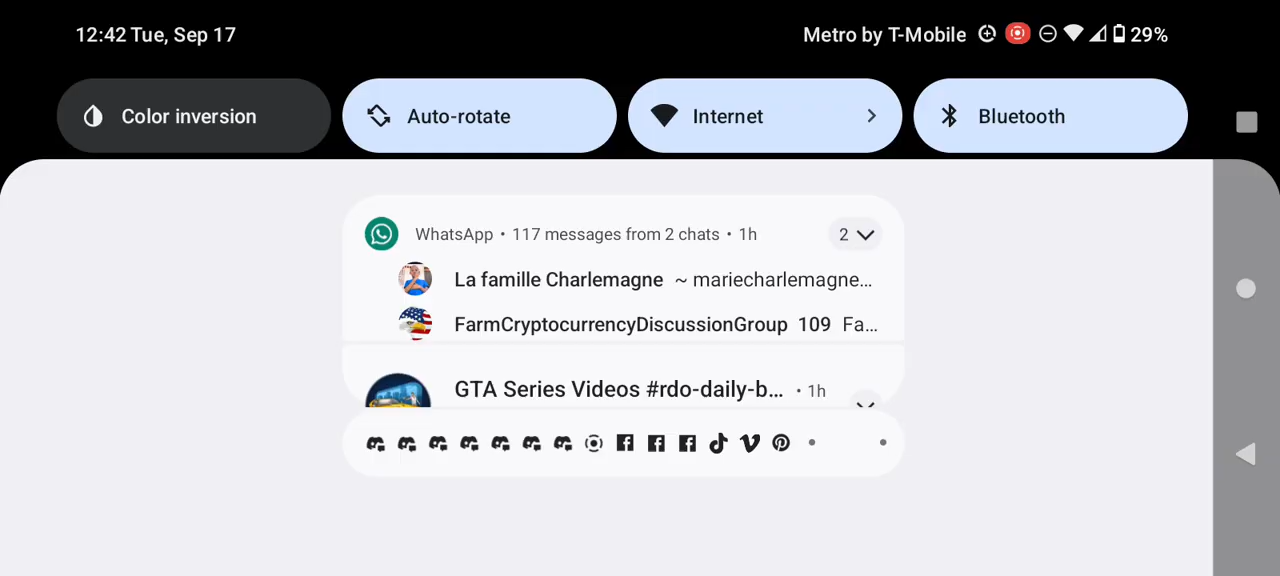 12:42 Tue, Sep 17
Metro by T-Mobile 29%
Color inversion
Auto-rotate
Internet
Bluetooth
WhatsApp • 117 messages from 2 chats • 1h
2
La famille Charlemagne ~ mariecharlemagne...
FarmCryptocurrencyDiscussionGroup 109 Fa...
GTA Series Videos #rdo-daily-b... • 1h